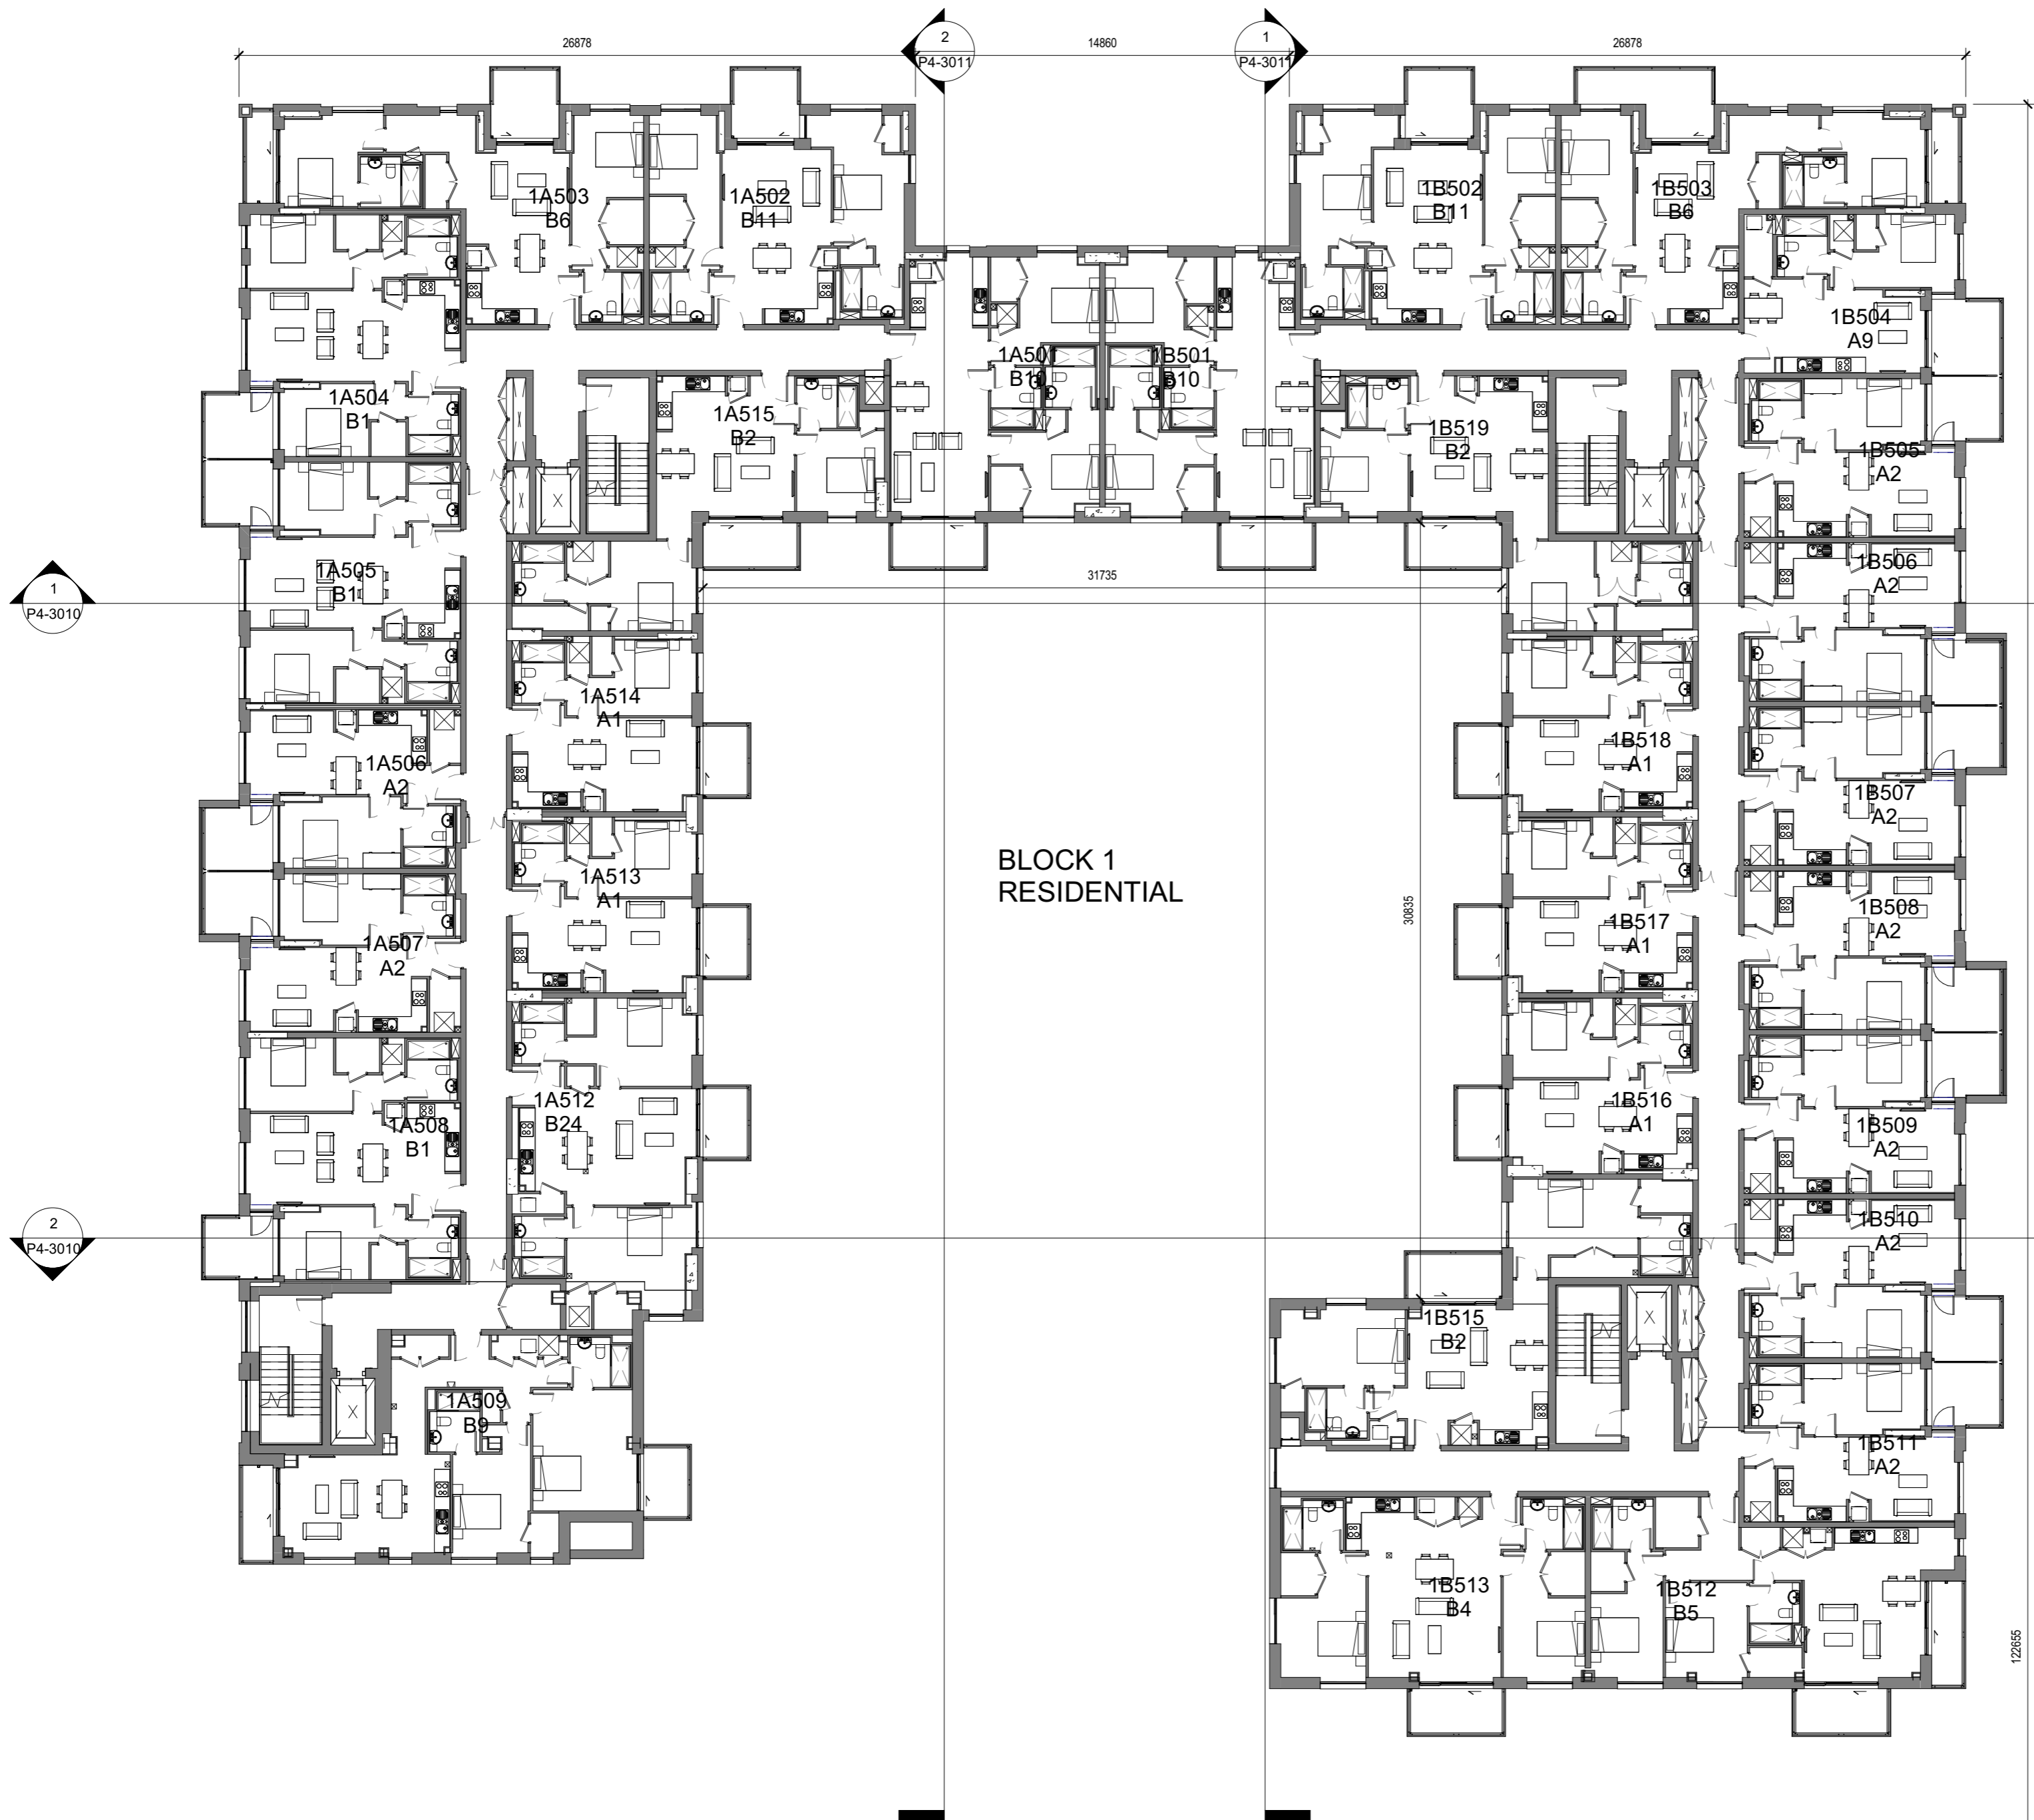 26878
14860
26878
2
P4-3011
1
P4-3011
1A503
B6
1A502
B11
1B502
B11
1B503
B6
1B504
A9
1A501
B10
1B501
B10
1A504
B1
1A515
B2
1B519
B2
1B505
A2
1
P4-3010
1A505
B1
31735
1B506
A2
1A514
A1
1B518
A1
1A506
A2
1B507
A2
BLOCK 1
RESIDENTIAL
1A513
A1
30835
1B517
A1
1B508
A2
1A507
A2
1A508
B1
1A512
B24
1B516
A1
1B509
A2
2
P4-3010
1B510
A2
1B515
B2
1A509
B9
1B511
A2
1B513
B4
1B512
B5
122655